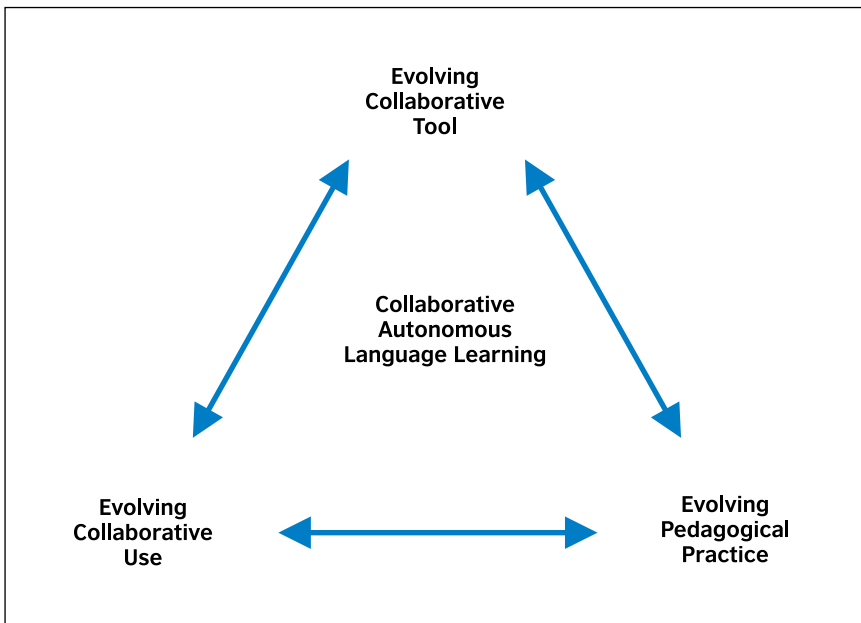 Evolving
Collaborative
Tool
Collaborative
Autonomous
Language Learning
Evolving
Collaborative
Use
Evolving
Pedagogical
Practice